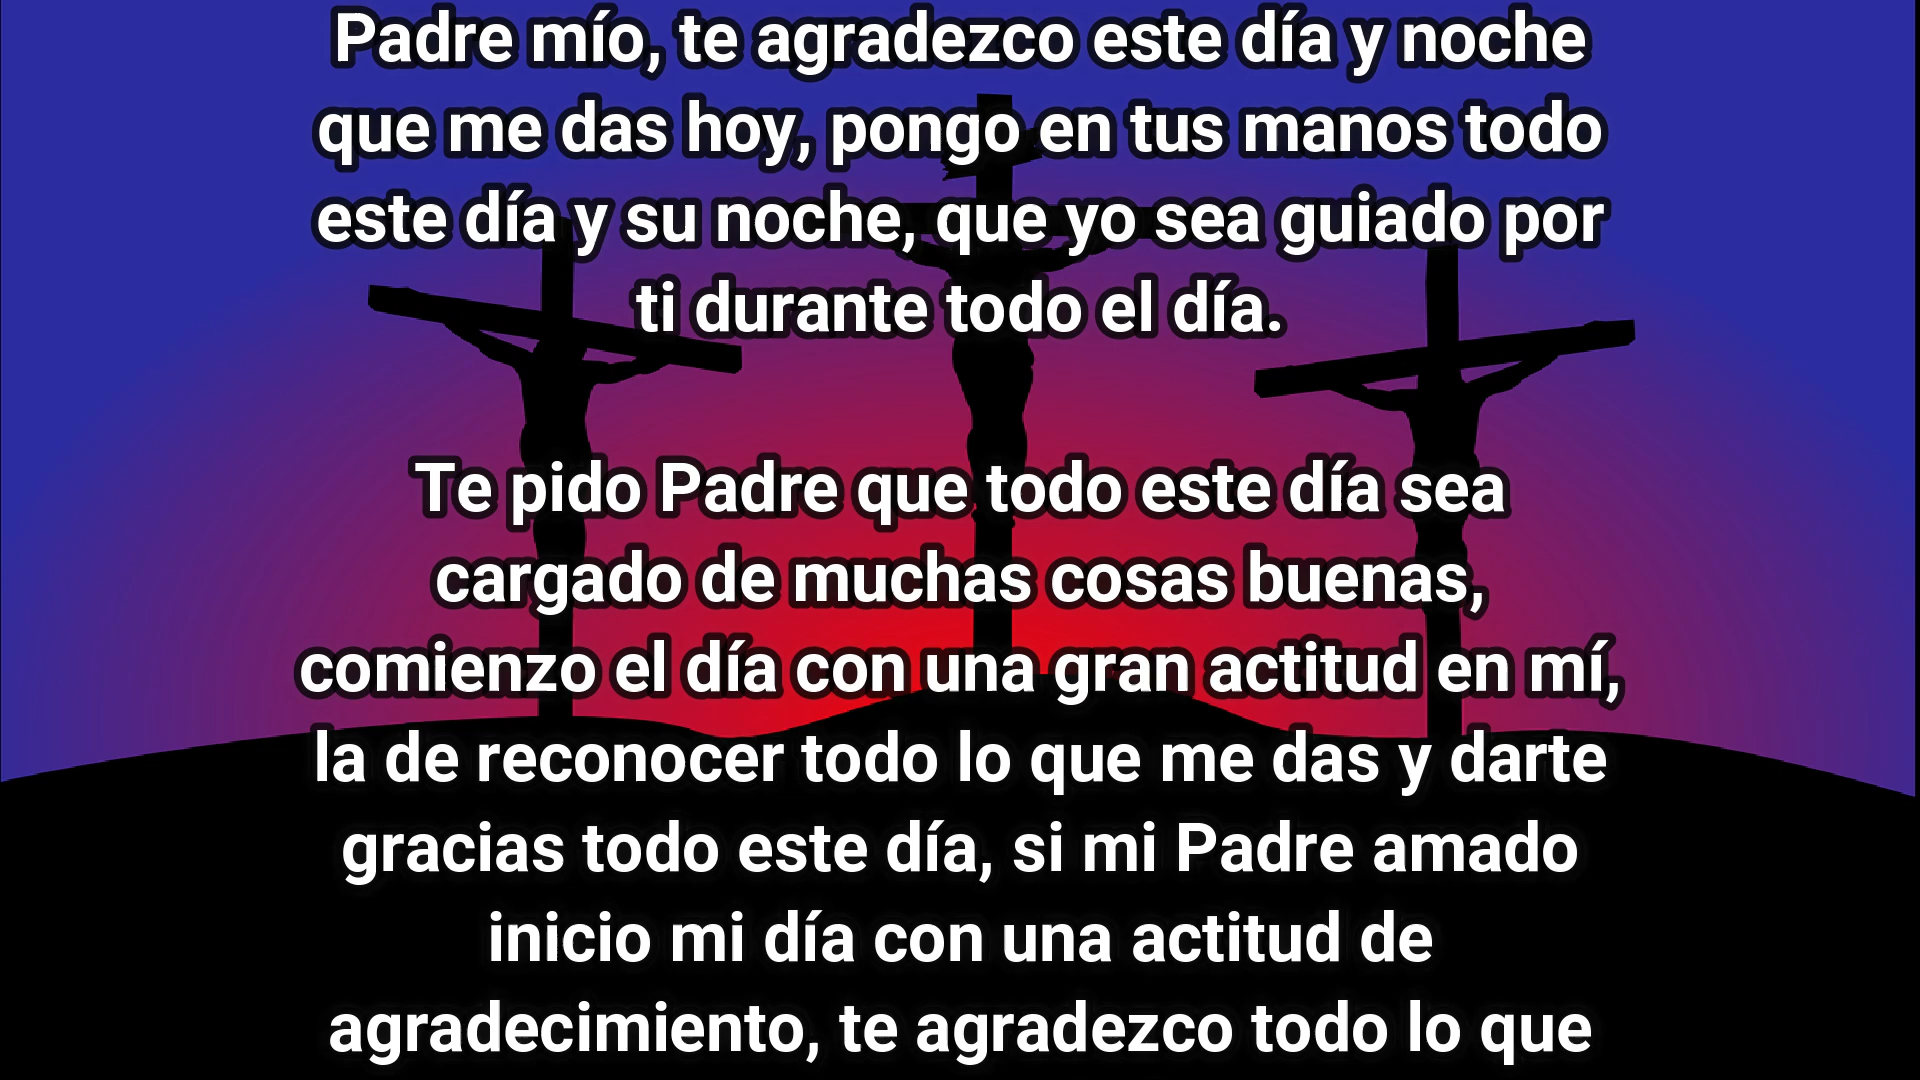 Padre mío, te agradezco este día y noche
que me das hoy, pongo en tus manos todo
este día y su noche, que yo sea guiado por
ti durante todo el día.
Te pido Padre que todo este día sea
cargado de muchas cosas buenas,
comienzo el día con una gran actitud en mí,
la de reconocer todo lo que me das y darte
gracias todo este día, si mi Padre amado
inicio mi día con una actitud de
agradecimiento, te agradezco todo lo que